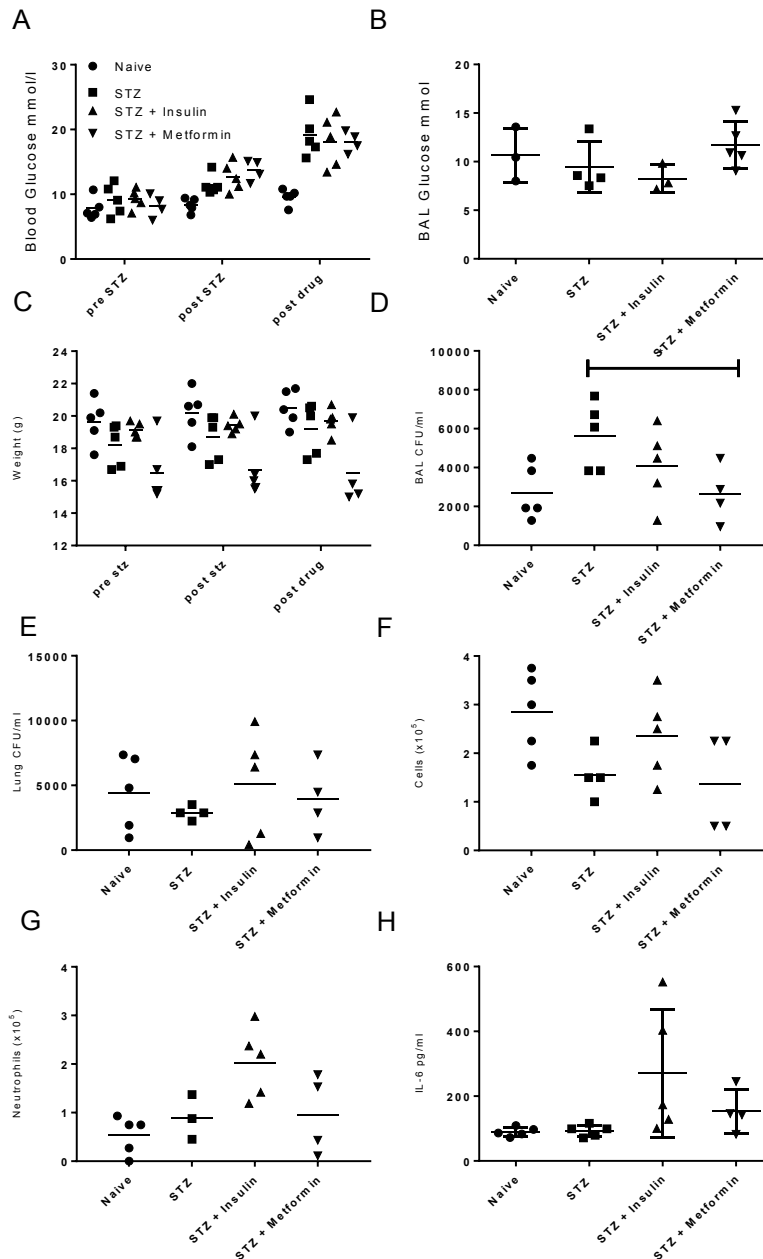 A
Naive
STZ
STZ + Insulin
STZ + Metformin
Blood Glucose mmol/l
30
20
10
0
pre STZ
post STZ
post drug
B
BAL Glucose mmol
20
15
10
5
0
Naive
STZ
STZ + Insulin
STZ + Metformin
C
Weight (g)
24
22
20
18
16
14
12
pre stz
post stz
post drug
D
BAL CFU/ml
10000
8000
6000
4000
2000
0
Naive
STZ
STZ + Insulin
STZ + Metformin
E
Lung CFU/ml
15000
10000
5000
0
Naive
STZ
STZ + Insulin
STZ + Metformin
F
Cells (x10⁵)
4
3
2
1
0
Naive
STZ
STZ + Insulin
STZ + Metformin
G
Neutrophils (x10⁵)
4
3
2
1
0
Naive
STZ
STZ + Insulin
STZ + Metformin
H
IL-6 pg/ml
600
400
200
0
Naive
STZ
STZ + Insulin
STZ + Metformin